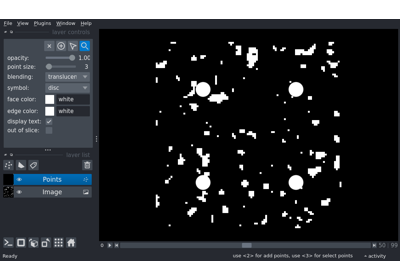 File View Plugins Window Help
layer controls
opacity: 1.00
point size: 3
blending: translucen
symbol: disc
face color: white
edge color: white
display text:
out of slice:
layer list
Points
Image
0 50 99
Ready use <2> for add points, use <3> for select points activity